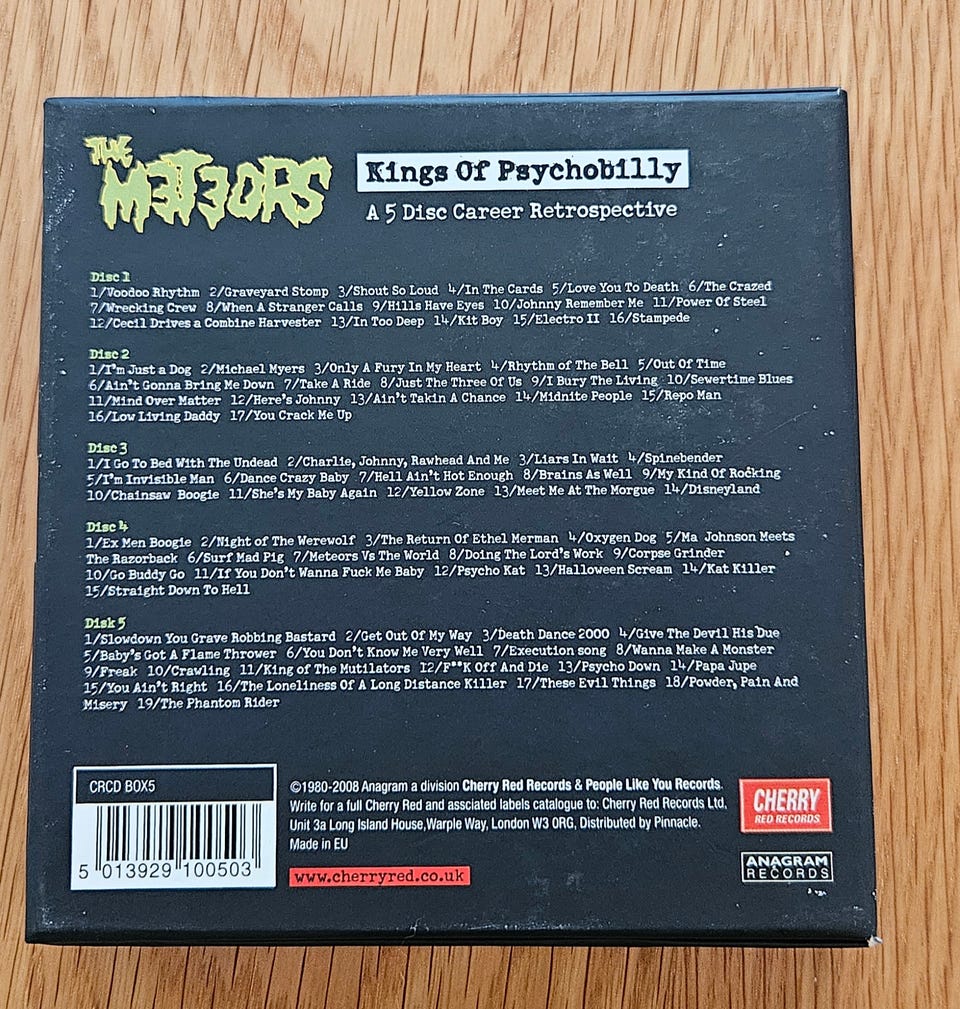 THE METEORS
Kings Of Psychobilly
A 5 Disc Career Retrospective
Disc 1
1/Voodoo Rhythm 2/Graveyard Stomp 3/Shout So Loud 4/In The Cards 5/Love You To Death 6/The Crazed
7/Wrecking Crew 8/When A Stranger Calls 9/Hills Have Eyes 10/Johnny Remember Me 11/Power Of Steel
12/Cecil Drives a Combine Harvester 13/In Too Deep 14/Kit Boy 15/Electro II 16/Stampede
Disc 2
1/I'm Just a Dog 2/Michael Myers 3/Only A Fury In My Heart 4/Rhythm of The Bell 5/Out Of Time
6/Ain't Gonna Bring Me Down 7/Take A Ride 8/Just The Three Of Us 9/I Bury The Living 10/Sewertime Blues
11/Mind Over Matter 12/Here's Johnny 13/Ain't Takin A Chance 14/Midnite People 15/Repo Man
16/Low Living Daddy 17/You Crack Me Up
Disc 3
1/I Go To Bed With The Undead 2/Charlie, Johnny, Rawhead And Me 3/Liars In Wait 4/Spinebender
5/I'm Invisible Man 6/Dance Crazy Baby 7/Hell Ain't Hot Enough 8/Brains As Well 9/My Kind Of Rocking
10/Chainsaw Boogie 11/She's My Baby Again 12/Yellow Zone 13/Meet Me At The Morgue 14/Disneyland
Disc 4
1/Ex Men Boogie 2/Night of The Werewolf 3/The Return Of Ethel Merman 4/Oxygen Dog 5/Ma Johnson Meets
The Razorback 6/Surf Mad Pig 7/Meteors Vs The World 8/Doing The Lord's Work 9/Corpse Grinder
10/Go Buddy Go 11/If You Don't Wanna Fuck Me Baby 12/Psycho Kat 13/Halloween Scream 14/Kat Killer
15/Straight Down To Hell
Disk 5
1/Slowdown You Grave Robbing Bastard 2/Get Out Of My Way 3/Death Dance 2000 4/Give The Devil His Due
5/Baby's Got A Flame Thrower 6/You Don't Know Me Very Well 7/Execution song 8/Wanna Make A Monster
9/Freak 10/Crawling 11/King of The Mutilators 12/F**K Off And Die 13/Psycho Down 14/Papa Jupe
15/You Ain't Right 16/The Loneliness Of A Long Distance Killer 17/These Evil Things 18/Powder, Pain And
Misery 19/The Phantom Rider
CRCD BOX5
5 013929 100503
©1980-2008 Anagram a division Cherry Red Records & People Like You Records.
Write for a full Cherry Red and assciated labels catalogue to: Cherry Red Records Ltd,
Unit 3a Long Island House,Warple Way, London W3 0RG, Distributed by Pinnacle.
Made in EU
www.cherryred.co.uk
CHERRY
RED RECORDS
ANAGRAM
RECORDS